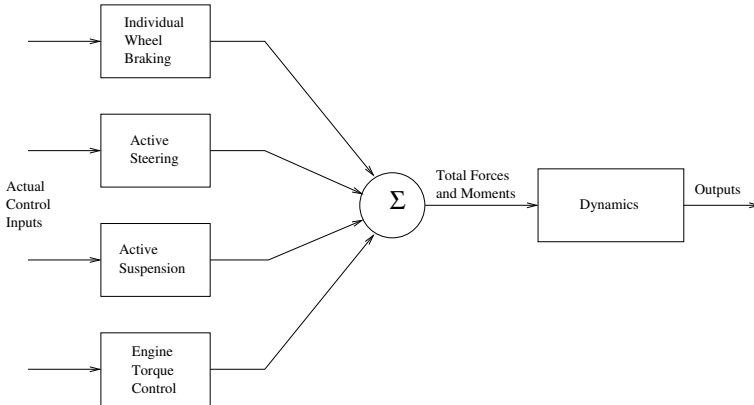 Individual
Wheel
Braking
Active
Steering
Actual
Control
Inputs
Active
Suspension
Engine
Torque
Control
Σ
Total Forces
and Moments
Dynamics
Outputs